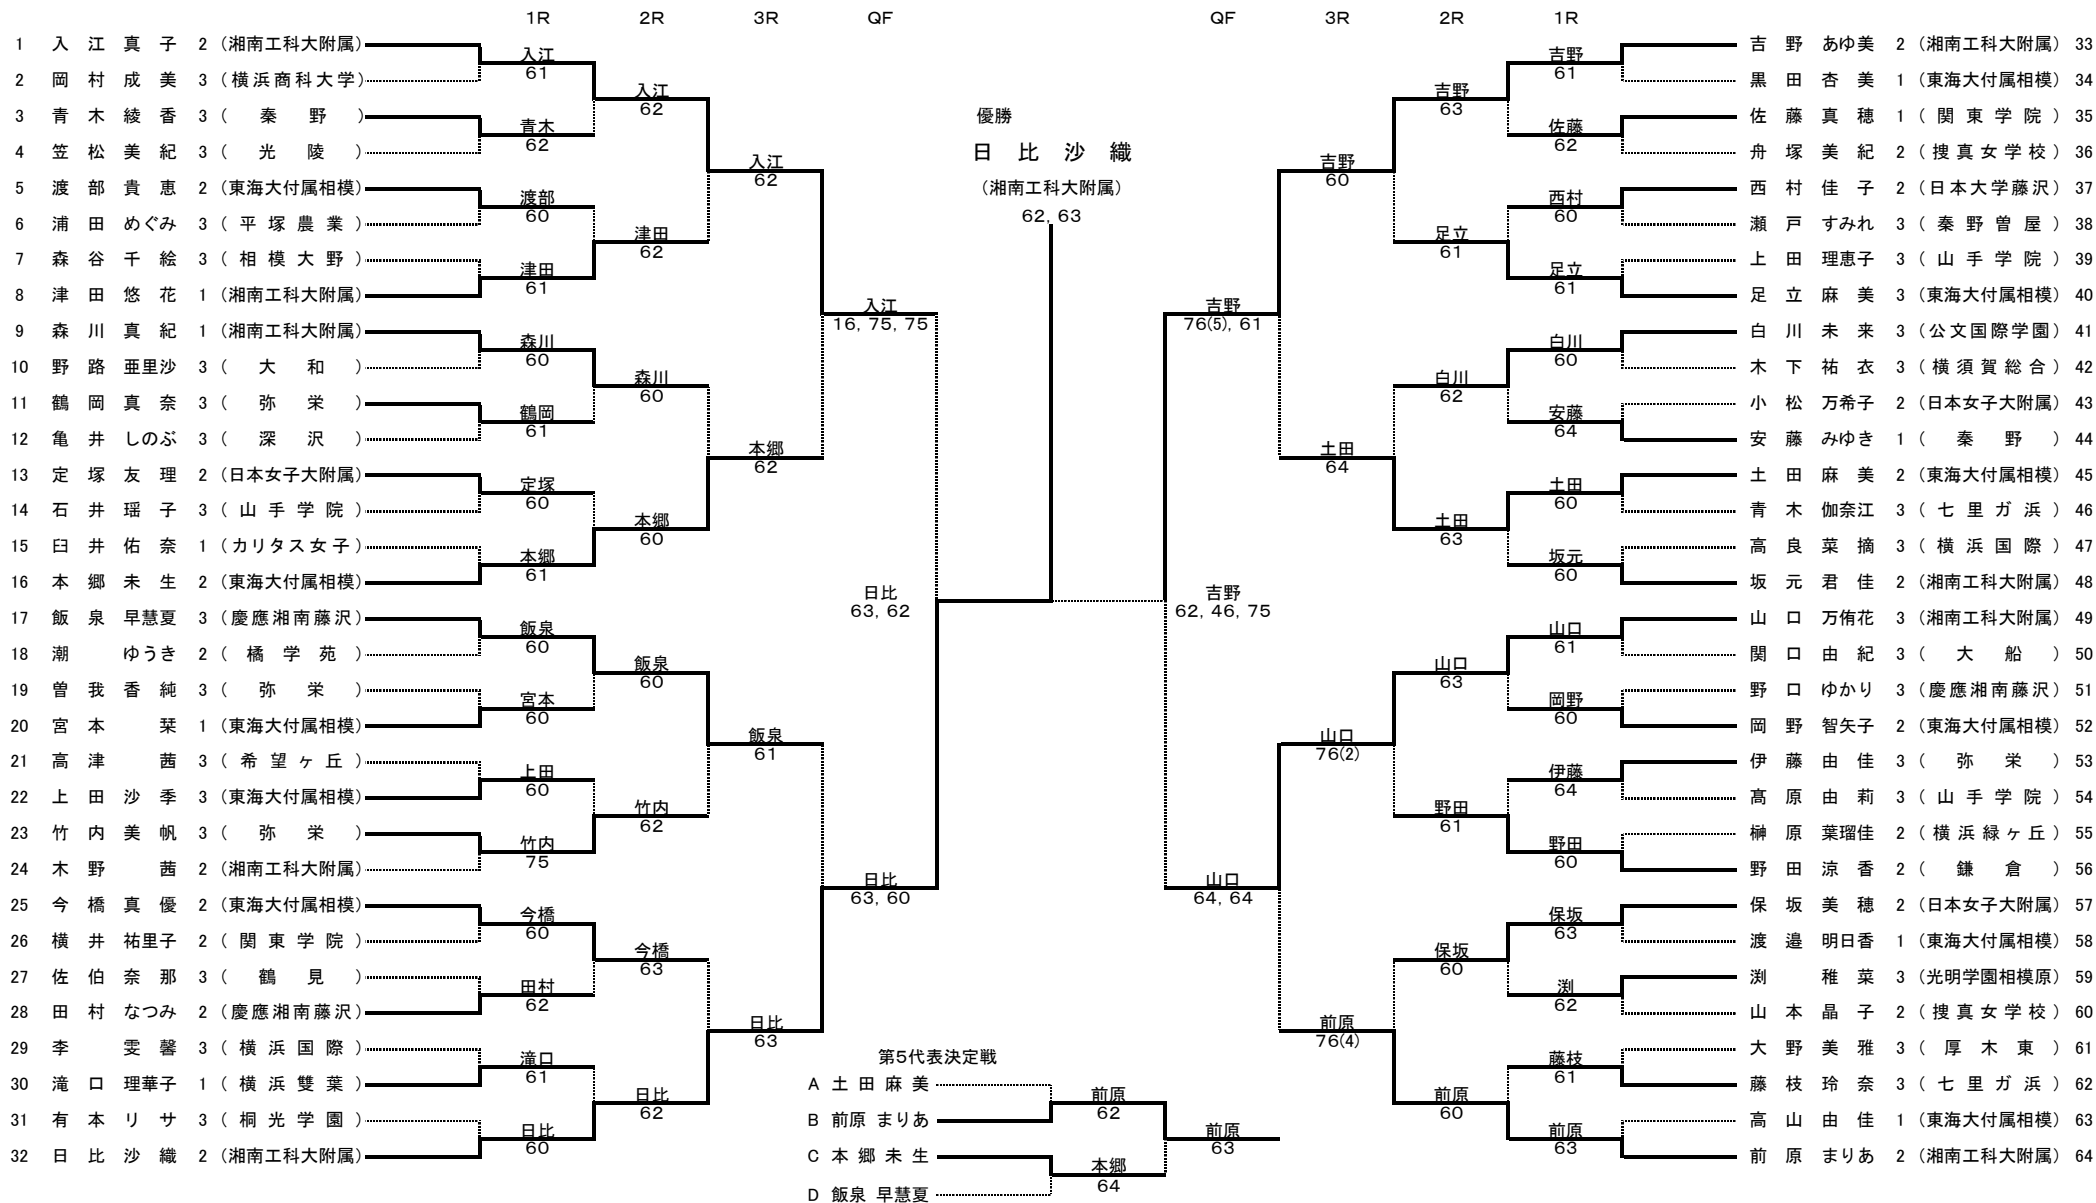 1R 2R 3R QF QF 3R 2R 1R
1 入江真子 2 (湘南工科大附属)
2 岡村成美 3 (横浜商科大学)
3 青木綾香 3 (秦野)
4 笠松美紀 3 (光陵)
5 渡部貴恵 2 (東海大付属相模)
6 浦田めぐみ 3 (平塚農業)
7 森谷千絵 3 (相模大野)
8 津田悠花 1 (湘南工科大附属)
9 森川真紀 1 (湘南工科大附属)
10 野路亜里沙 3 (大和)
11 鶴岡真奈 3 (弥栄)
12 亀井しのぶ 3 (深沢)
13 定塚友理 2 (日本女子大附属)
14 石井瑶子 3 (山手学院)
15 臼井佑奈 1 (カリタス女子)
16 本郷未生 2 (東海大付属相模)
17 飯泉早慧夏 3 (慶應湘南藤沢)
18 潮ゆうき 2 (橘学苑)
19 曽我香純 3 (弥栄)
20 宮本栞 1 (東海大付属相模)
21 高津茜 3 (希望ヶ丘)
22 上田沙季 3 (東海大付属相模)
23 竹内美帆 3 (弥栄)
24 木野茜 2 (湘南工科大附属)
25 今橋真優 2 (東海大付属相模)
26 横井祐里子 2 (関東学院)
27 佐伯奈那 3 (鶴見)
28 田村なつみ 2 (慶應湘南藤沢)
29 李雯馨 3 (横浜国際)
30 滝口理華子 1 (横浜雙葉)
31 有本リサ 3 (桐光学園)
32 日比沙織 2 (湘南工科大附属)
入江
61
青木
62
渡部
60
津田
61
森川
60
鶴岡
61
定塚
60
本郷
61
飯泉
60
宮本
60
上田
60
竹内
75
今橋
60
田村
62
滝口
61
日比
60
入江
62
津田
62
森川
60
本郷
60
飯泉
60
竹内
62
今橋
63
日比
62
入江
62
本郷
62
飯泉
61
日比
63
入江
16, 75, 75
日比
63, 60
日比
63, 62
優勝
日比沙織
(湘南工科大附属)
62, 63
吉野
62, 46, 75
吉野
76(5), 61
山口
64, 64
吉野
60
土田
64
山口
76(2)
前原
76(4)
吉野
63
足立
61
白川
62
土田
63
山口
63
野田
61
保坂
60
前原
60
吉野
61
佐藤
62
西村
60
足立
61
白川
60
安藤
64
土田
60
坂元
60
山口
61
岡野
60
伊藤
64
野田
60
保坂
63
渕
62
藤枝
61
前原
63
吉野あゆ美 2 (湘南工科大附属) 33
黒田杏美 1 (東海大付属相模) 34
佐藤真穂 1 (関東学院) 35
舟塚美紀 2 (捜真女学校) 36
西村佳子 2 (日本大学藤沢) 37
瀬戸すみれ 3 (秦野曽屋) 38
上田理恵子 3 (山手学院) 39
足立麻美 3 (東海大付属相模) 40
白川未来 3 (公文国際学園) 41
木下祐衣 3 (横須賀総合) 42
小松万希子 2 (日本女子大附属) 43
安藤みゆき 1 (秦野) 44
土田麻美 2 (東海大付属相模) 45
青木伽奈江 3 (七里ガ浜) 46
高良菜摘 3 (横浜国際) 47
坂元君佳 2 (湘南工科大附属) 48
山口万侑花 3 (湘南工科大附属) 49
関口由紀 3 (大船) 50
野口ゆかり 3 (慶應湘南藤沢) 51
岡野智矢子 2 (東海大付属相模) 52
伊藤由佳 3 (弥栄) 53
髙原由莉 3 (山手学院) 54
榊原葉瑠佳 2 (横浜緑ヶ丘) 55
野田涼香 2 (鎌倉) 56
保坂美穂 2 (日本女子大附属) 57
渡邉明日香 1 (東海大付属相模) 58
渕稚菜 3 (光明学園相模原) 59
山本晶子 2 (捜真女学校) 60
大野美雅 3 (厚木東) 61
藤枝玲奈 3 (七里ガ浜) 62
高山由佳 1 (東海大付属相模) 63
前原まりあ 2 (湘南工科大附属) 64
第5代表決定戦
A 土田麻美
B 前原 まりあ
C 本郷未生
D 飯泉 早慧夏
前原
62
本郷
64
前原
63